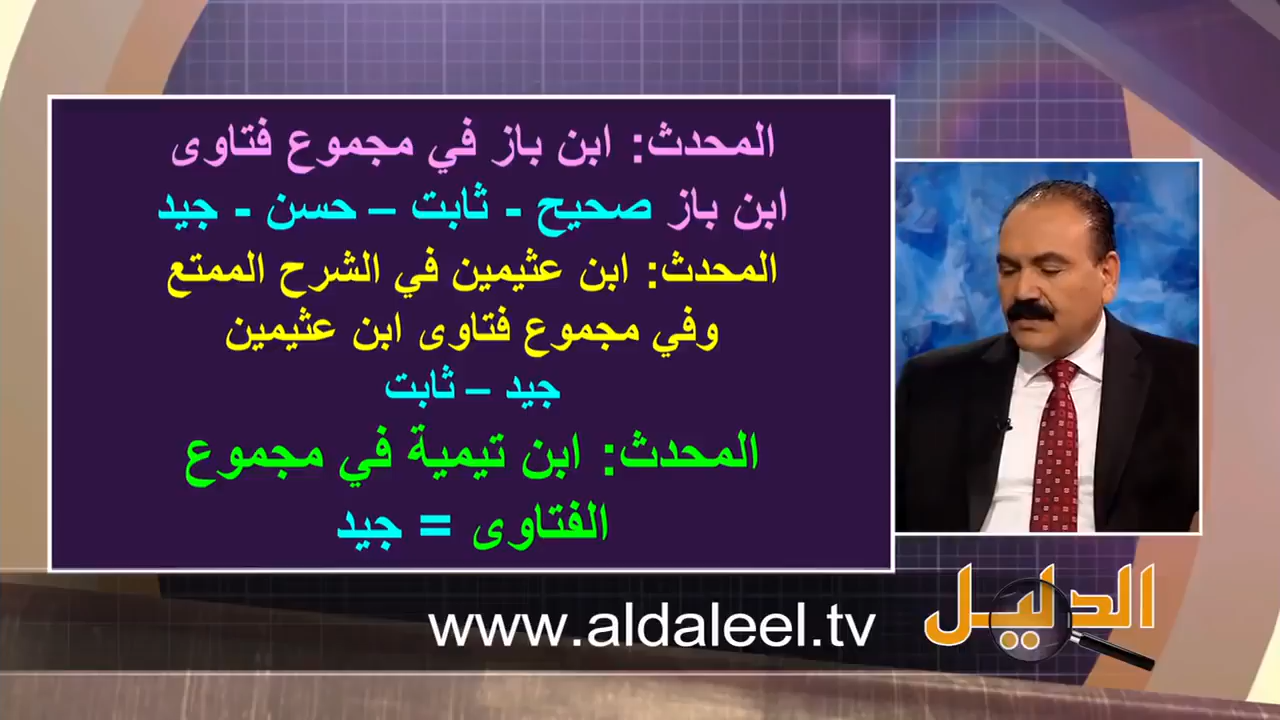 المحدث: ابن باز في مجموع فتاوى
ابن باز صحيح - ثابت – حسن - جيد
المحدث: ابن عثيمين في الشرح الممتع
وفي مجموع فتاوى ابن عثيمين
جيد – ثابت
المحدث: ابن تيمية في مجموع
الفتاوى = جيد
الدليل
www.aldaleel.tv